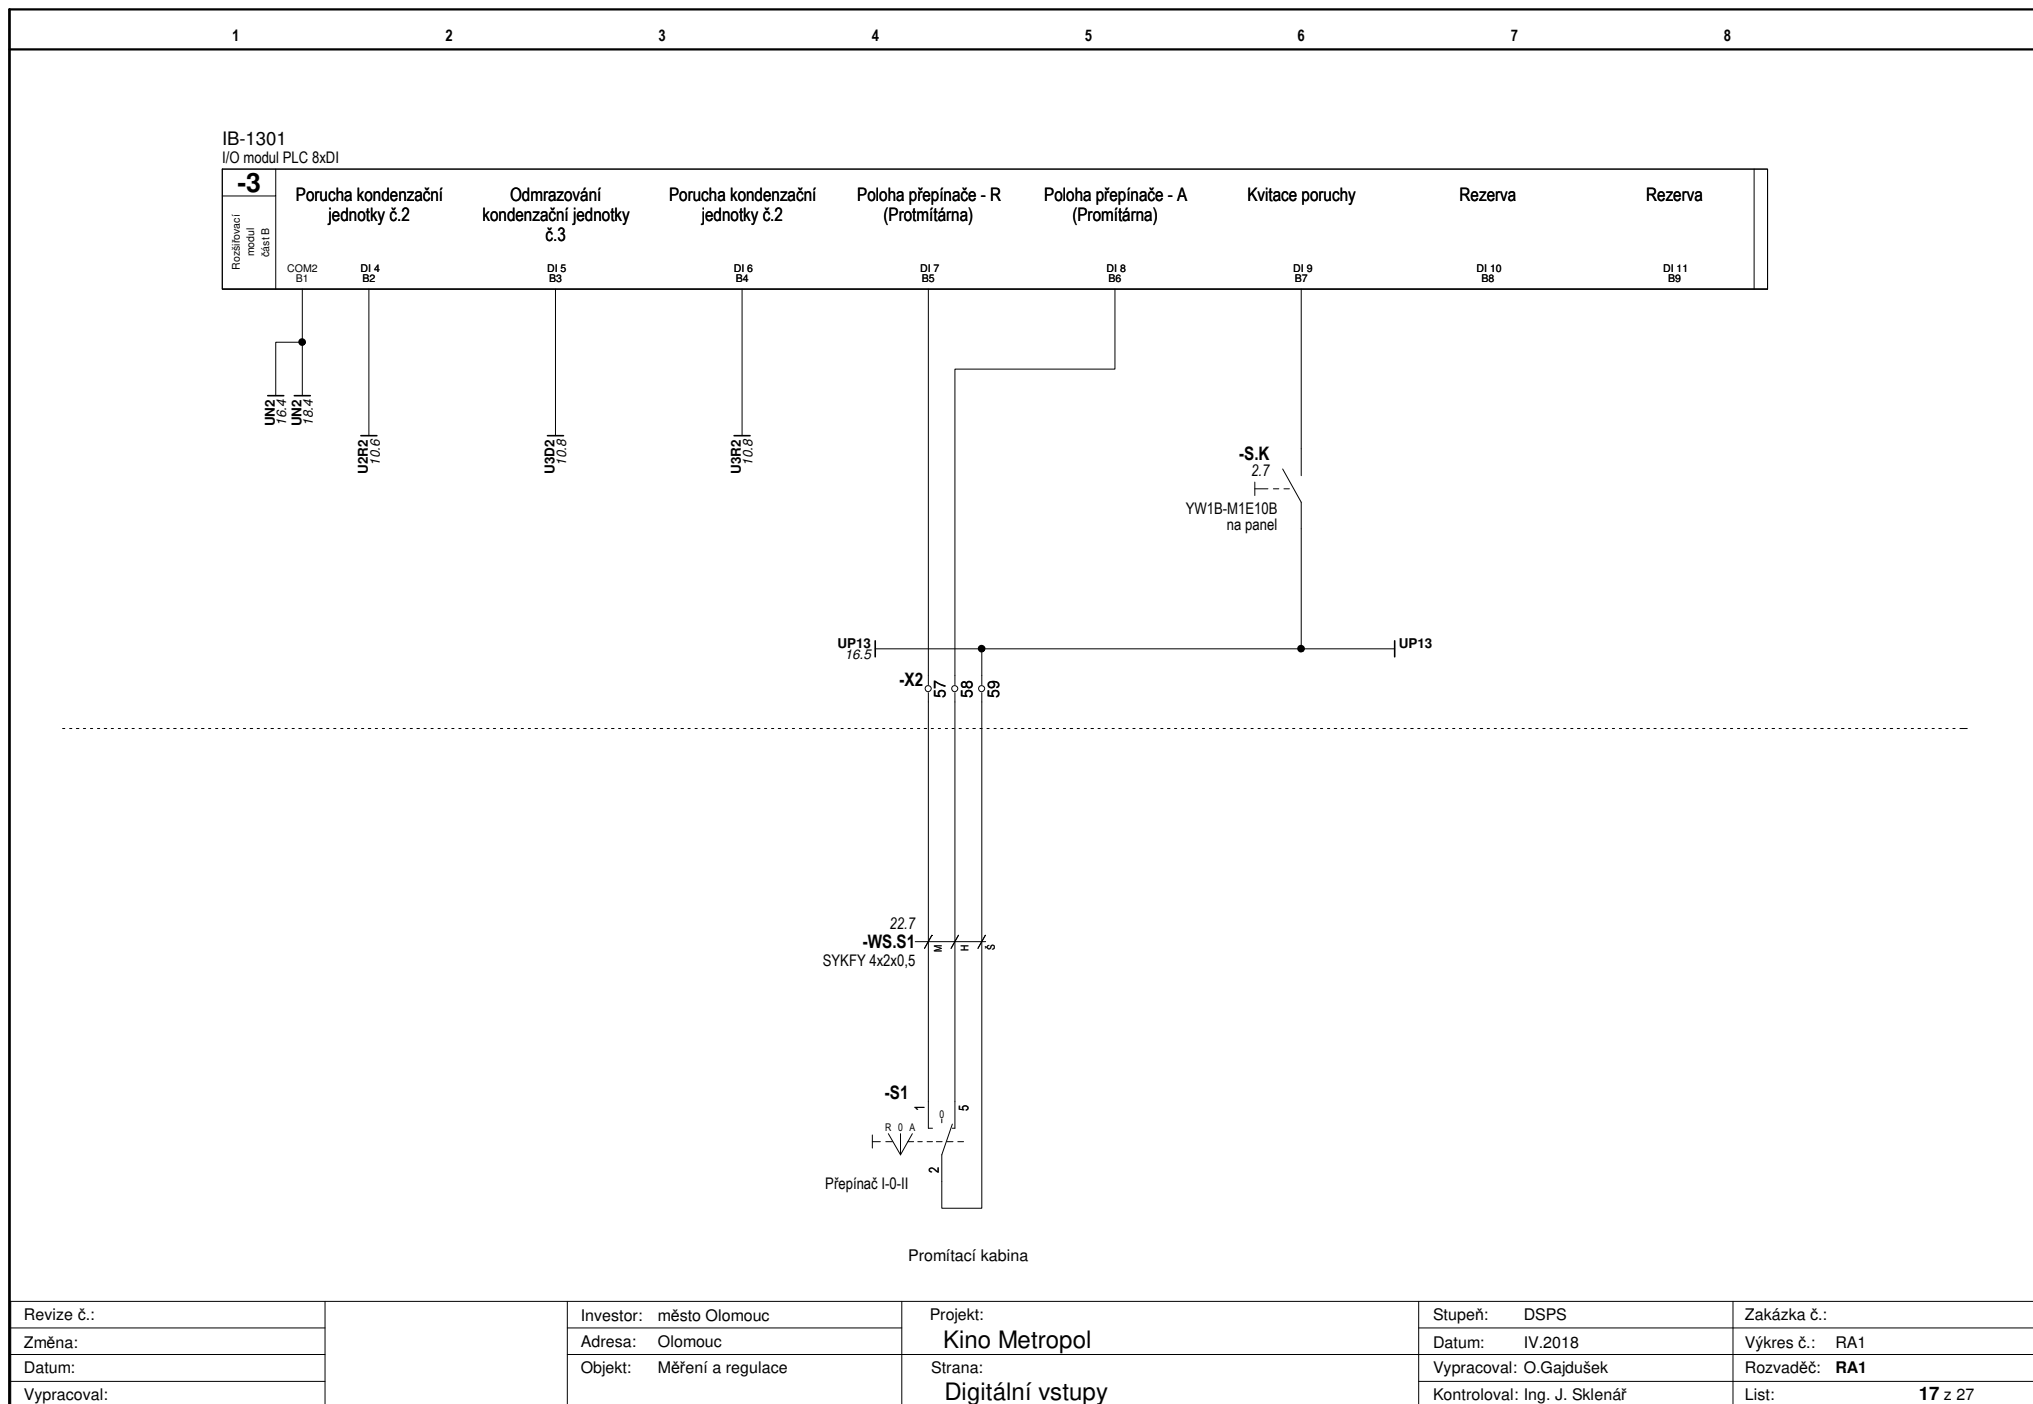 1 2 3 4 5 6 7 8
IB-1301
I/O modul PLC 8xDI
-3
Rozšiřovací
modul
část B
COM2
B1
Porucha kondenzační
jednotky č.2
DI 4
B2
Odmrazování
kondenzační jednotky
č.3
DI 5
B3
Porucha kondenzační
jednotky č.2
DI 6
B4
Poloha přepínače - R
(Protmítárna)
DI 7
B5
Poloha přepínače - A
(Promítárna)
DI 8
B6
Kvitace poruchy
DI 9
B7
Rezerva
DI 10
B8
Rezerva
DI 11
B9
UN2
16.4
UN2
18.4
U2R2
10.6
U3D2
10.8
U3R2
10.8
-S.K
2.7
YW1B-M1E10B
na panel
UP13
16.5
UP13
-X2
57
58
59
22.7
-WS.S1
SYKFY 4x2x0,5
M
H
Š
-S1
1
0
5
R 0 A
2
Přepínač I-0-II
Promítací kabina
Revize č.:
Změna:
Datum:
Vypracoval:
Investor: město Olomouc
Adresa: Olomouc
Objekt: Měření a regulace
Projekt:
Kino Metropol
Strana:
Digitální vstupy
Stupeň: DSPS
Datum: IV.2018
Vypracoval: O.Gajdušek
Kontroloval: Ing. J. Sklenář
Zakázka č.:
Výkres č.: RA1
Rozvaděč: RA1
List: 17 z 27